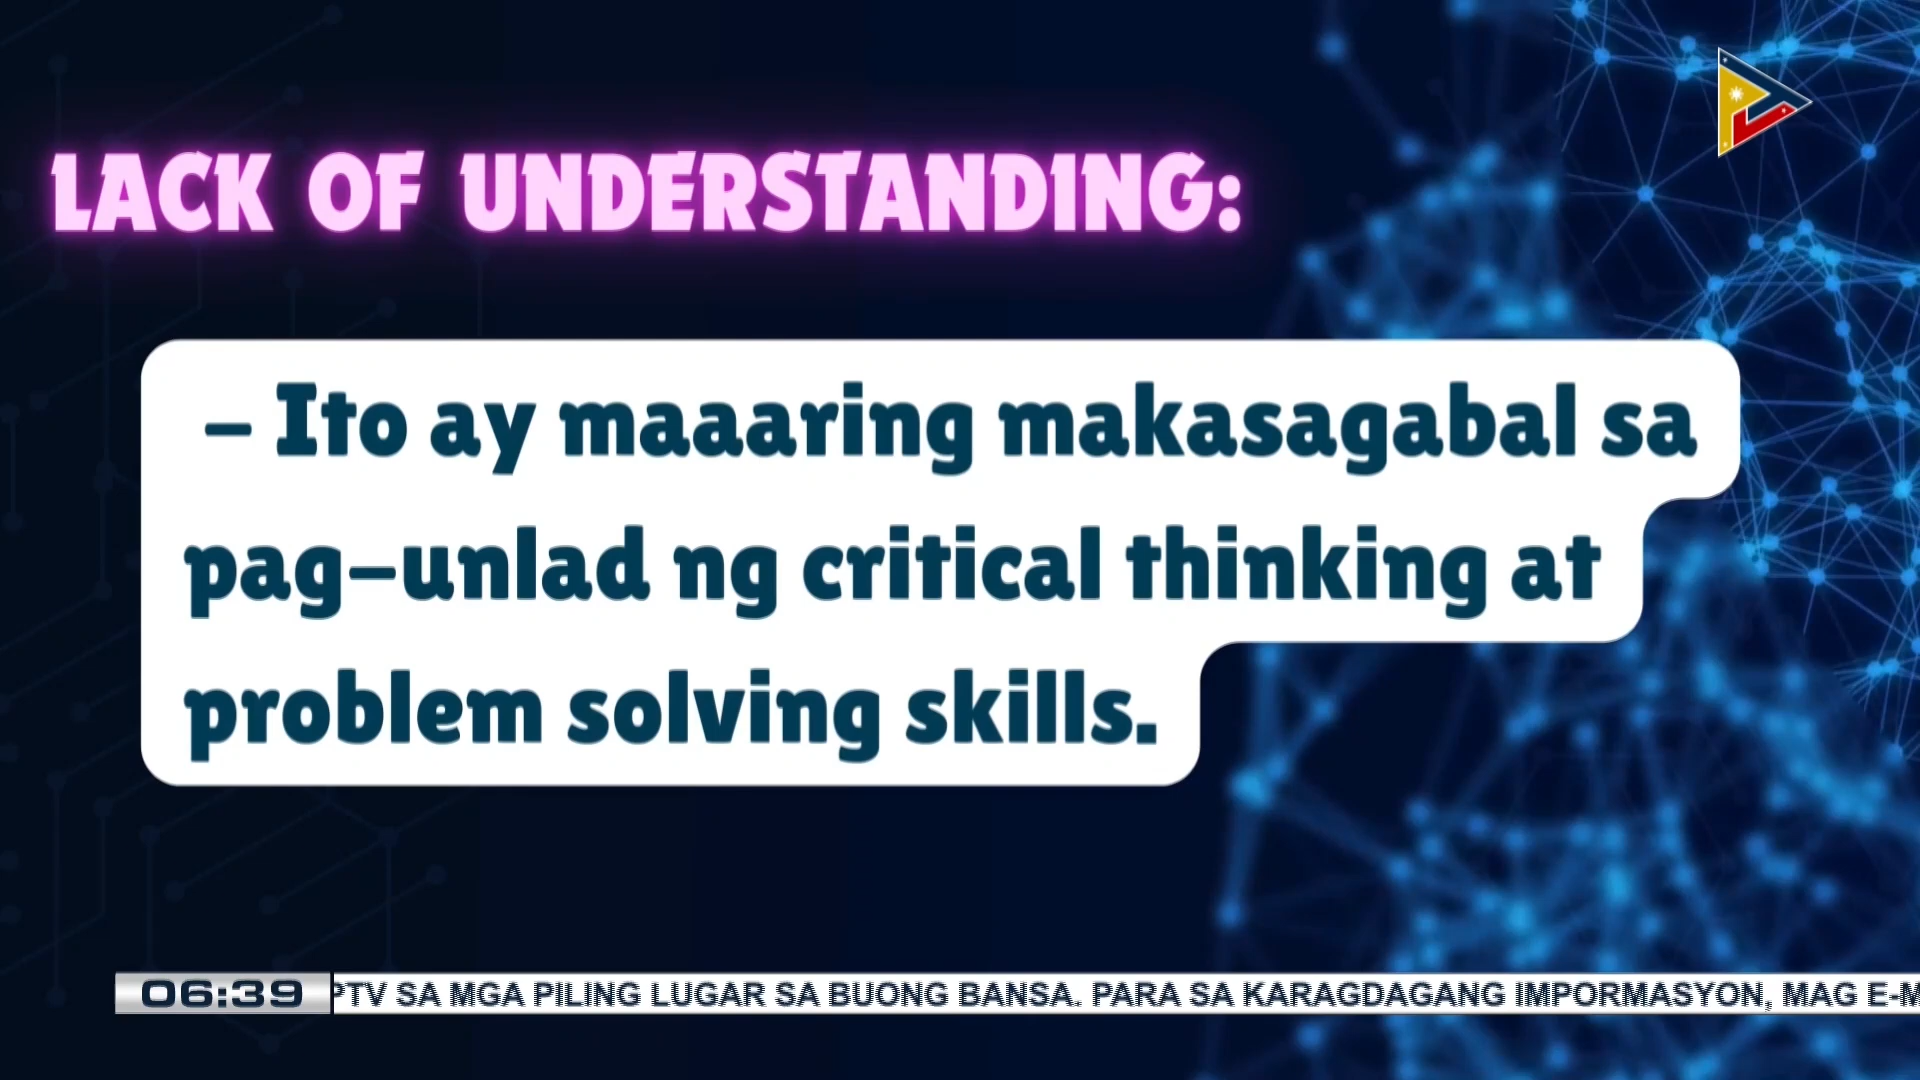 LACK OF UNDERSTANDING:
- Ito ay maaaring makasagabal sa
pag-unlad ng critical thinking at
problem solving skills.
06:39 PTV SA MGA PILING LUGAR SA BUONG BANSA. PARA SA KARAGDAGANG IMPORMASYON, MAG E-M